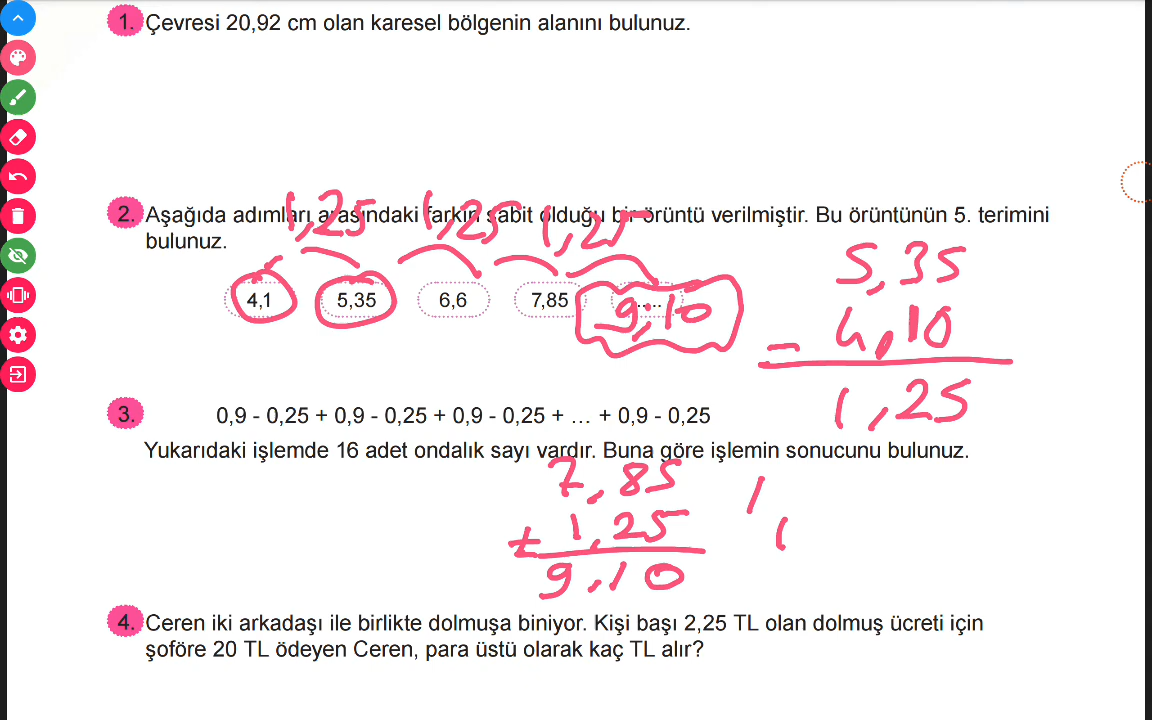 1. Çevresi 20,92 cm olan karesel bölgenin alanını bulunuz.
1,25 1,25 1,25
2. Aşağıda adımları arasındaki farkın sabit olduğu bir örüntü verilmiştir. Bu örüntünün 5. terimini
bulunuz.
4,1 5,35 6,6 7,85 ..... 9,10
5,35
- 4,10
1,25
3. 0,9 - 0,25 + 0,9 - 0,25 + 0,9 - 0,25 + ... + 0,9 - 0,25
Yukarıdaki işlemde 16 adet ondalık sayı vardır. Buna göre işlemin sonucunu bulunuz.
7,85
+ 1,25
9,10
4. Ceren iki arkadaşı ile birlikte dolmuşa biniyor. Kişi başı 2,25 TL olan dolmuş ücreti için
şoföre 20 TL ödeyen Ceren, para üstü olarak kaç TL alır?